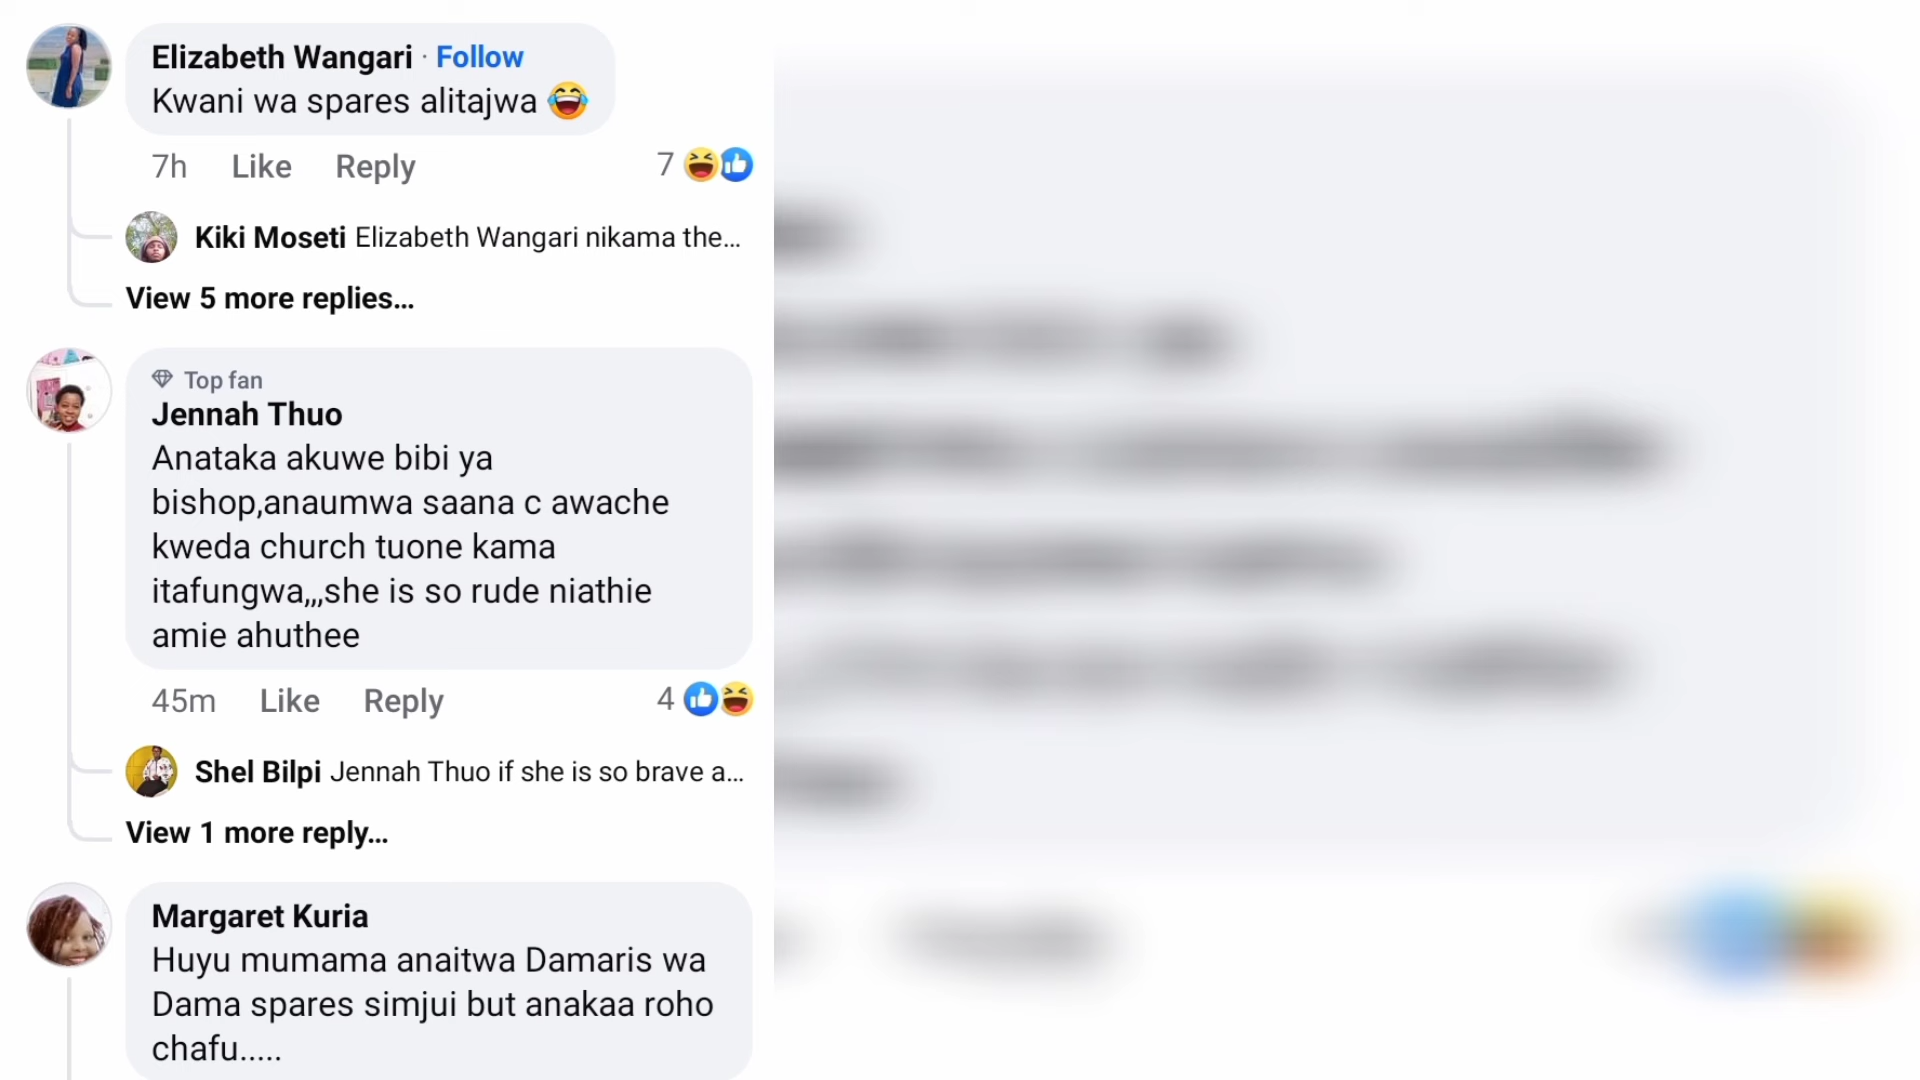 Elizabeth Wangari · Follow
Kwani wa spares alitajwa 😂
7h Like Reply 7
Kiki Moseti Elizabeth Wangari nikama the...
View 5 more replies...
Top fan
Jennah Thuo
Anataka akuwe bibi ya
bishop,anaumwa saana c awache
kweda church tuone kama
itafungwa,,,she is so rude niathie
amie ahuthee
45m Like Reply 4
Shel Bilpi Jennah Thuo if she is so brave a...
View 1 more reply...
Margaret Kuria
Huyu mumama anaitwa Damaris wa
Dama spares simjui but anakaa roho
chafu.....